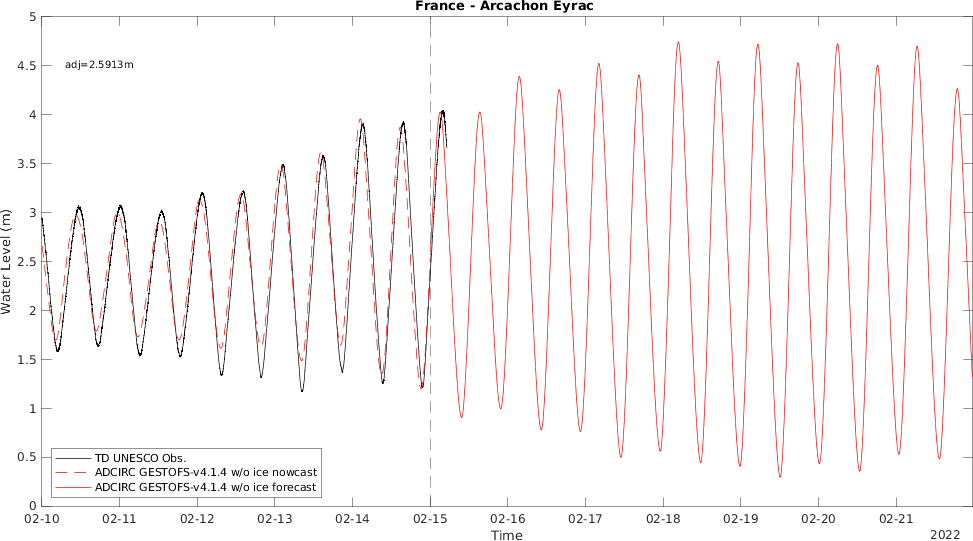 France - Arcachon Eyrac
adj=2.5913m
Water Level (m)
5
4.5
4
3.5
3
2.5
2
1.5
1
0.5
0
TD UNESCO Obs.
ADCIRC GESTOFS-v4.1.4 w/o ice nowcast
ADCIRC GESTOFS-v4.1.4 w/o ice forecast
02-10 02-11 02-12 02-13 02-14 02-15 02-16 02-17 02-18 02-19 02-20 02-21
Time
2022